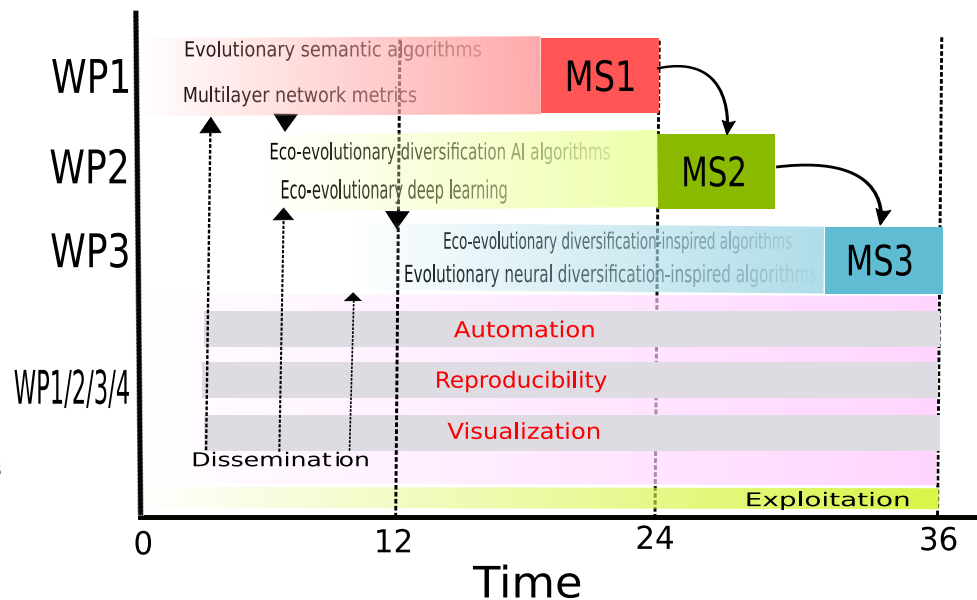 WP1
Evolutionary semantic algorithms
Multilayer network metrics
MS1
WP2
Eco-evolutionary diversification AI algorithms
Eco-evolutionary deep learning
MS2
WP3
Eco-evolutionary diversification-inspired algorithms
Evolutionary neural diversification-inspired algorithms
MS3
WP1/2/3/4
Automation
Reproducibility
Visualization
Dissemination
Exploitation
0
12
24
36
Time